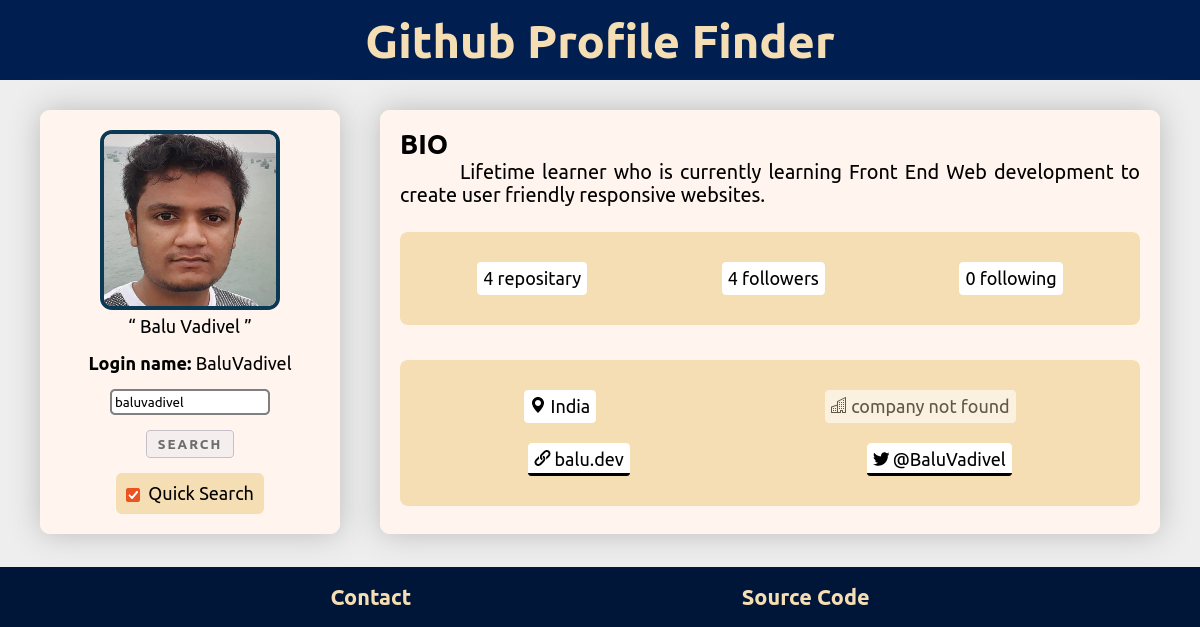 Github Profile Finder
“ Balu Vadivel ”
Login name: BaluVadivel
baluvadivel
SEARCH
Quick Search
BIO
Lifetime learner who is currently learning Front End Web development to
create user friendly responsive websites.
4 repositary
4 followers
0 following
India
company not found
balu.dev
@BaluVadivel
Contact
Source Code